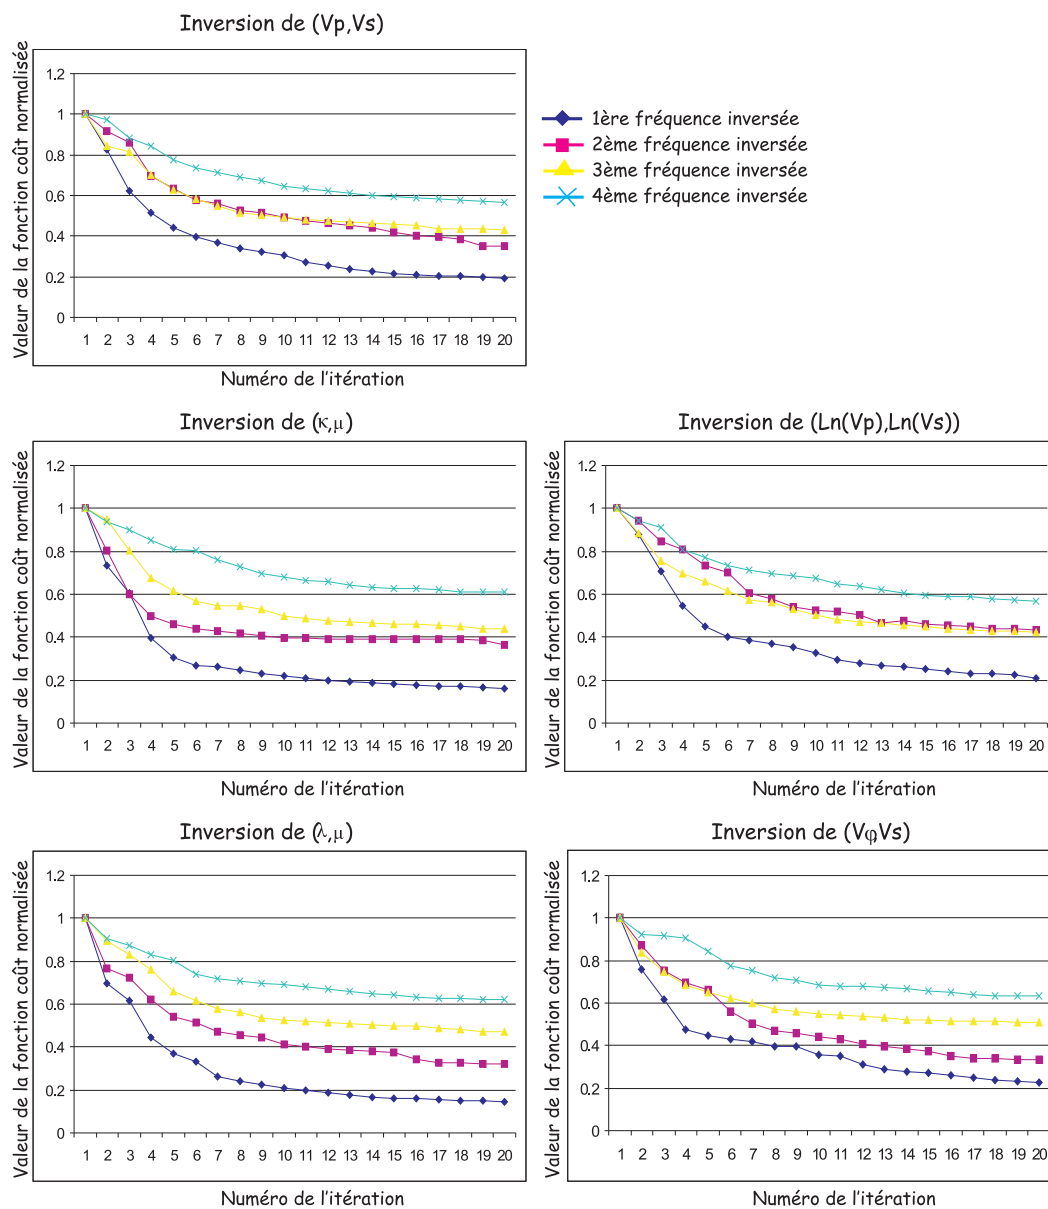 Inversion de (Vp,Vs)
Valeur de la fonction coût normalisée
1.2
1
0.8
0.6
0.4
0.2
0
1 2 3 4 5 6 7 8 9 10 11 12 13 14 15 16 17 18 19 20
Numéro de l'itération
1ère fréquence inversée
2ème fréquence inversée
3ème fréquence inversée
4ème fréquence inversée
Inversion de (κ,μ)
Valeur de la fonction coût normalisée
1.2
1
0.8
0.6
0.4
0.2
0
1 2 3 4 5 6 7 8 9 10 11 12 13 14 15 16 17 18 19 20
Numéro de l'itération
Inversion de (Ln(Vp),Ln(Vs))
Valeur de la fonction coût normalisée
1.2
1
0.8
0.6
0.4
0.2
0
1 2 3 4 5 6 7 8 9 10 11 12 13 14 15 16 17 18 19 20
Numéro de l'itération
Inversion de (λ,μ)
Valeur de la fonction coût normalisée
1.2
1
0.8
0.6
0.4
0.2
0
1 2 3 4 5 6 7 8 9 10 11 12 13 14 15 16 17 18 19 20
Numéro de l'itération
Inversion de (Vφ,Vs)
Valeur de la fonction coût normalisée
1.2
1
0.8
0.6
0.4
0.2
0
1 2 3 4 5 6 7 8 9 10 11 12 13 14 15 16 17 18 19 20
Numéro de l'itération